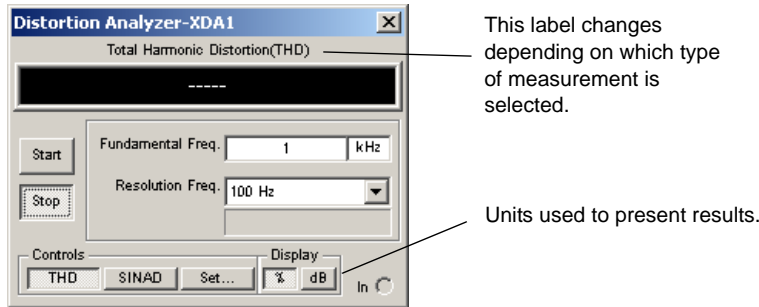 Distortion Analyzer-XDA1
Total Harmonic Distortion(THD)
-----
Start
Stop
Fundamental Freq.
1
kHz
Resolution Freq.
100 Hz
Controls
THD
SINAD
Set...
Display
%
dB
In
This label changes
depending on which type
of measurement is
selected.
Units used to present results.